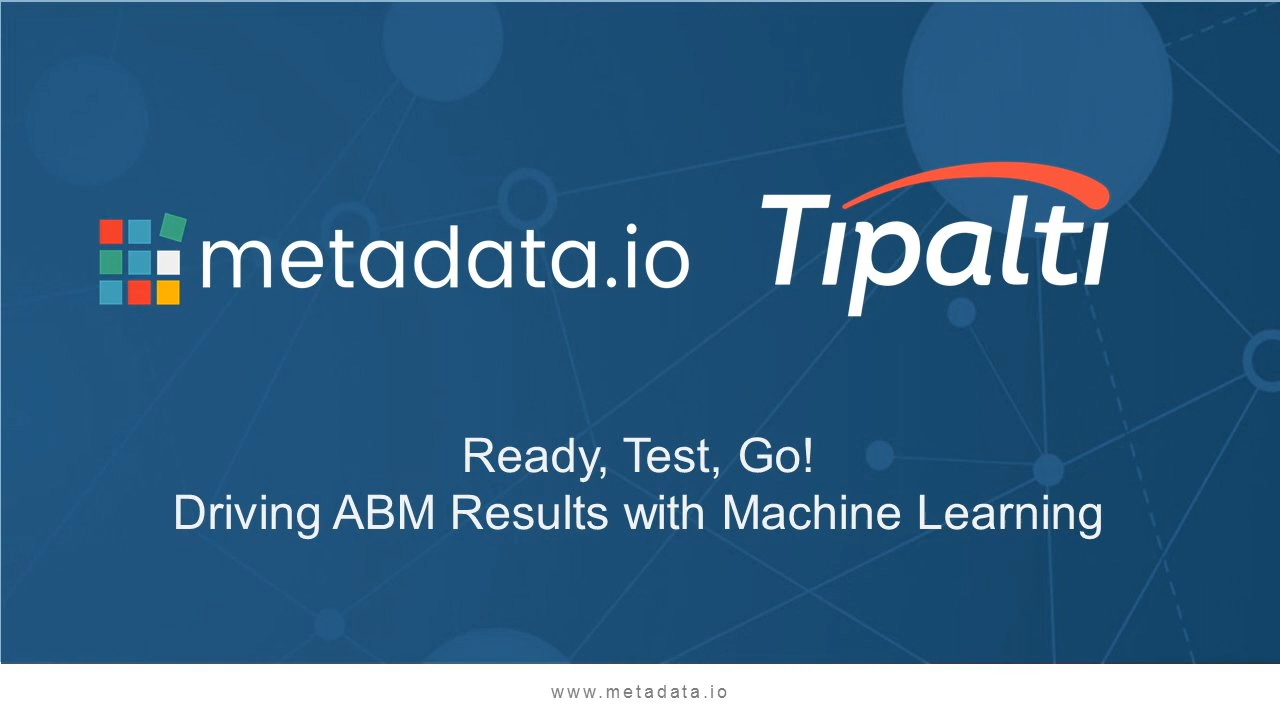 metadata.io
Tipalti
Ready, Test, Go!
Driving ABM Results with Machine Learning
www.metadata.io